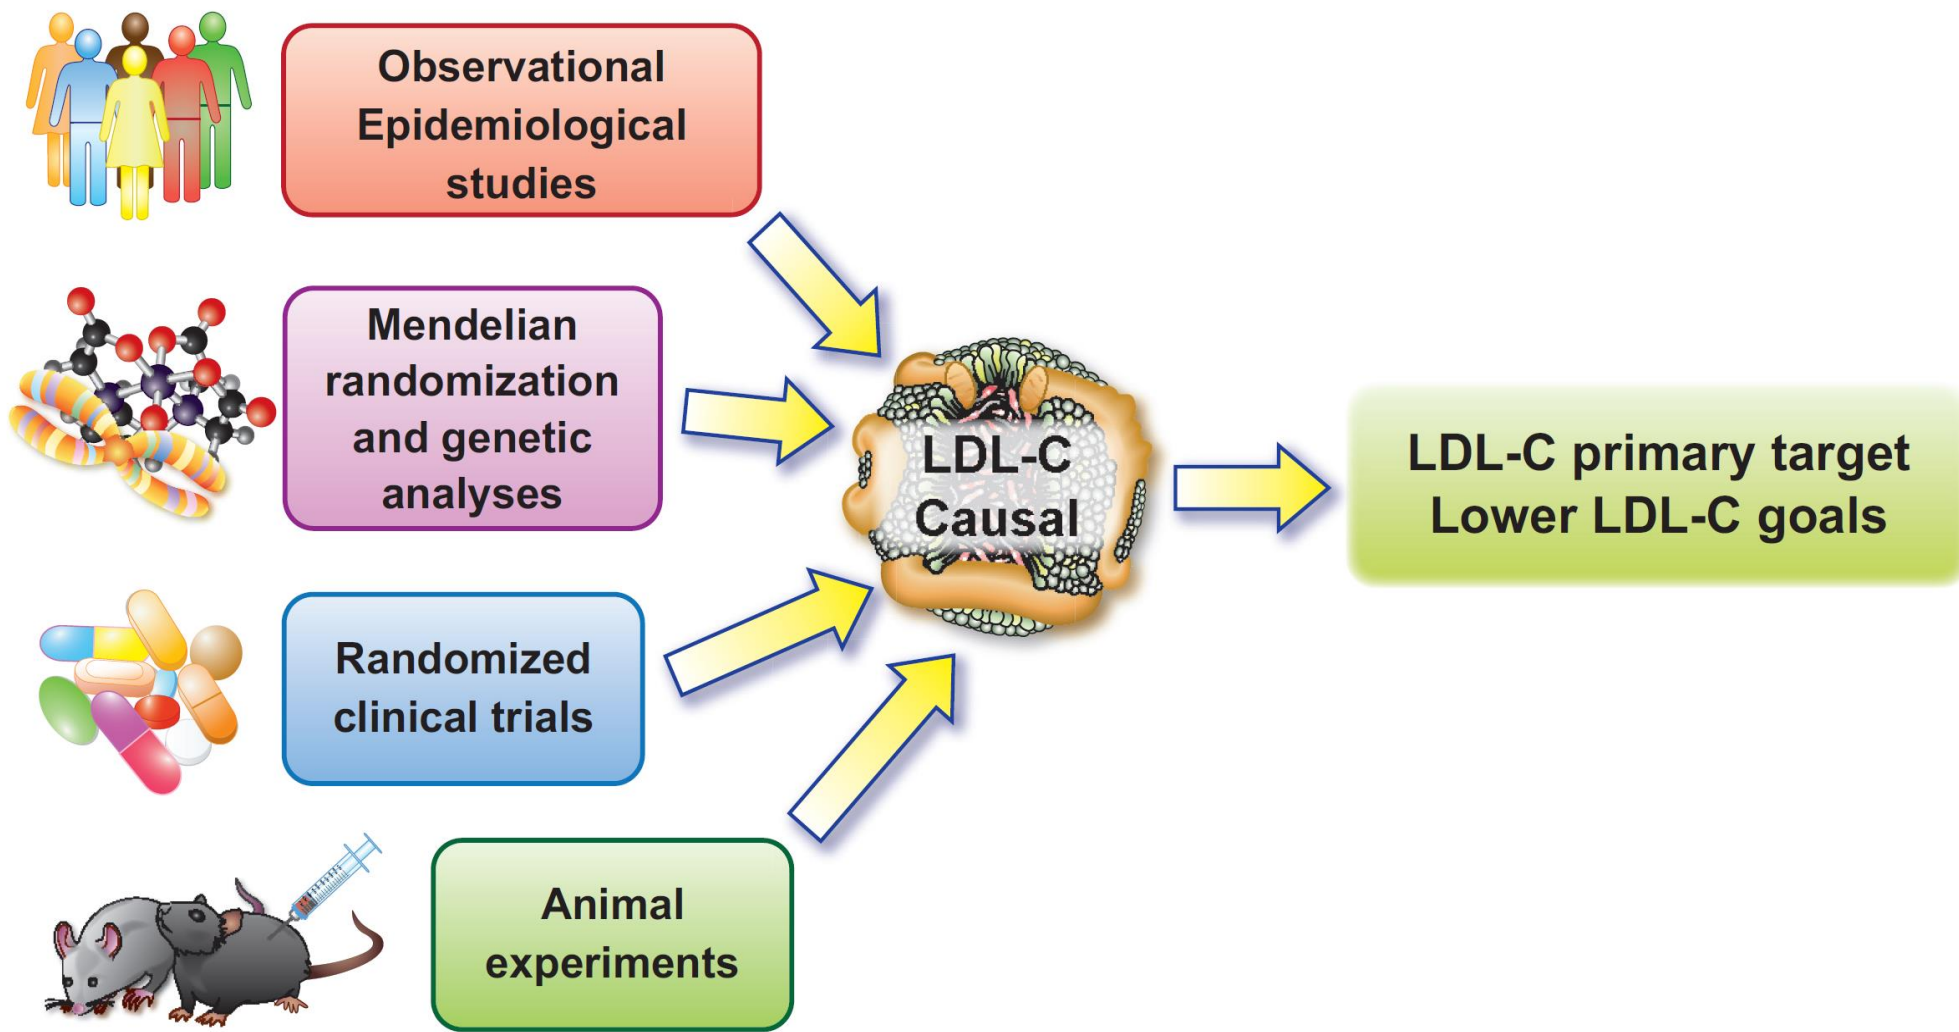 Observational
Epidemiological
studies
Mendelian
randomization
and genetic
analyses
Randomized
clinical trials
Animal
experiments
LDL-C
Causal
LDL-C primary target
Lower LDL-C goals